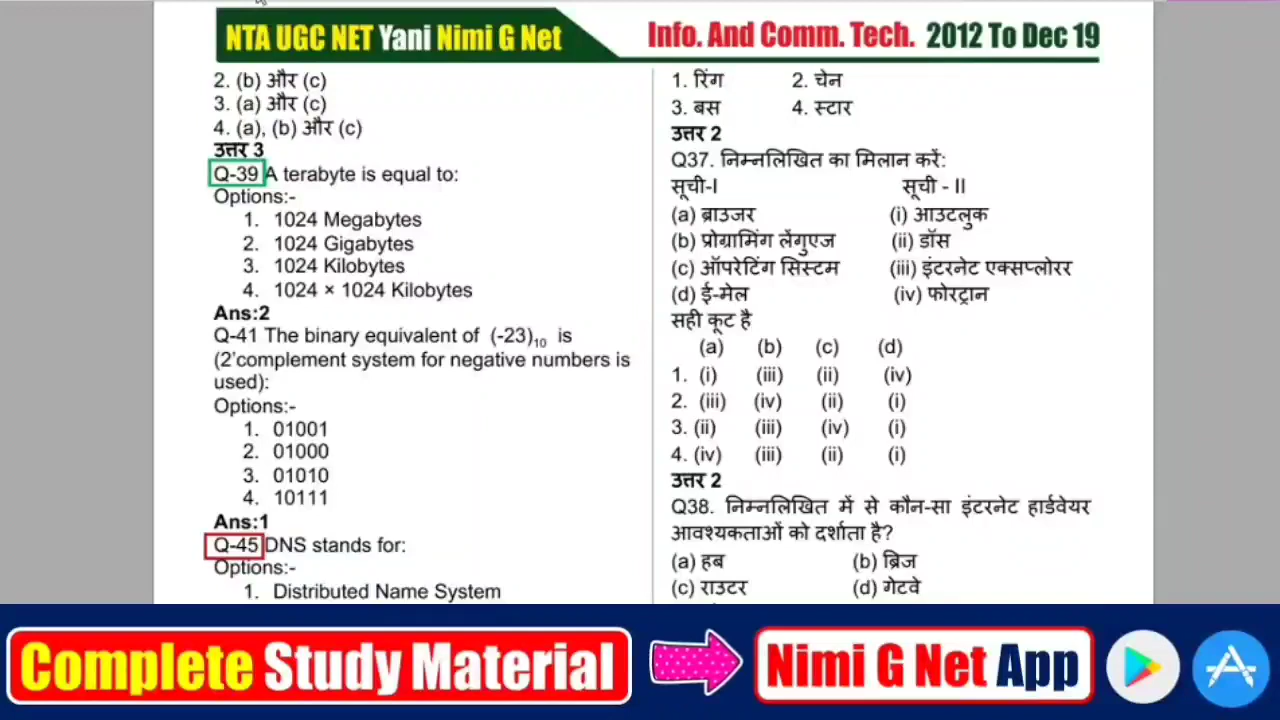 NTA UGC NET Yani Nimi G Net
Info. And Comm. Tech. 2012 To Dec 19
2. (b) और (c)
3. (a) और (c)
4. (a), (b) और (c)
उत्तर 3
Q-39 A terabyte is equal to:
Options:-
1. 1024 Megabytes
2. 1024 Gigabytes
3. 1024 Kilobytes
4. 1024 × 1024 Kilobytes
Ans:2
Q-41 The binary equivalent of (-23)₁₀ is
(2'complement system for negative numbers is
used):
Options:-
1. 01001
2. 01000
3. 01010
4. 10111
Ans:1
Q-45 DNS stands for:
Options:-
1. Distributed Name System
1. रिंग 2. चेन
3. बस 4. स्टार
उत्तर 2
Q37. निम्नलिखित का मिलान करें:
सूची-I सूची - II
(a) ब्राउजर (i) आउटलुक
(b) प्रोग्रामिंग लेंगुएज (ii) डॉस
(c) ऑपरेटिंग सिस्टम (iii) इंटरनेट एक्सप्लोरर
(d) ई-मेल (iv) फोरट्रान
सही कूट है
(a) (b) (c) (d)
1. (i) (iii) (ii) (iv)
2. (iii) (iv) (ii) (i)
3. (ii) (iii) (iv) (i)
4. (iv) (iii) (ii) (i)
उत्तर 2
Q38. निम्नलिखित में से कौन-सा इंटरनेट हार्डवेयर
आवश्यकताओं को दर्शाता है?
(a) हब (b) ब्रिज
(c) राउटर (d) गेटवे
Complete Study Material
Nimi G Net App